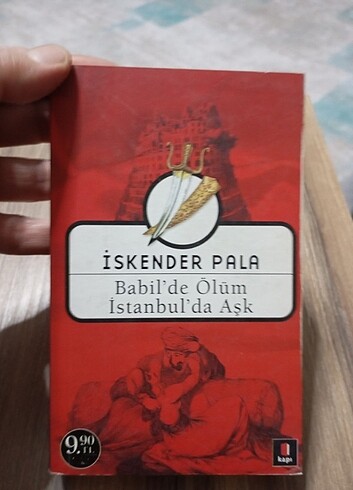 İSKENDER PALA
Babil'de Ölüm
İstanbul'da Aşk
9.90
TL
kapı